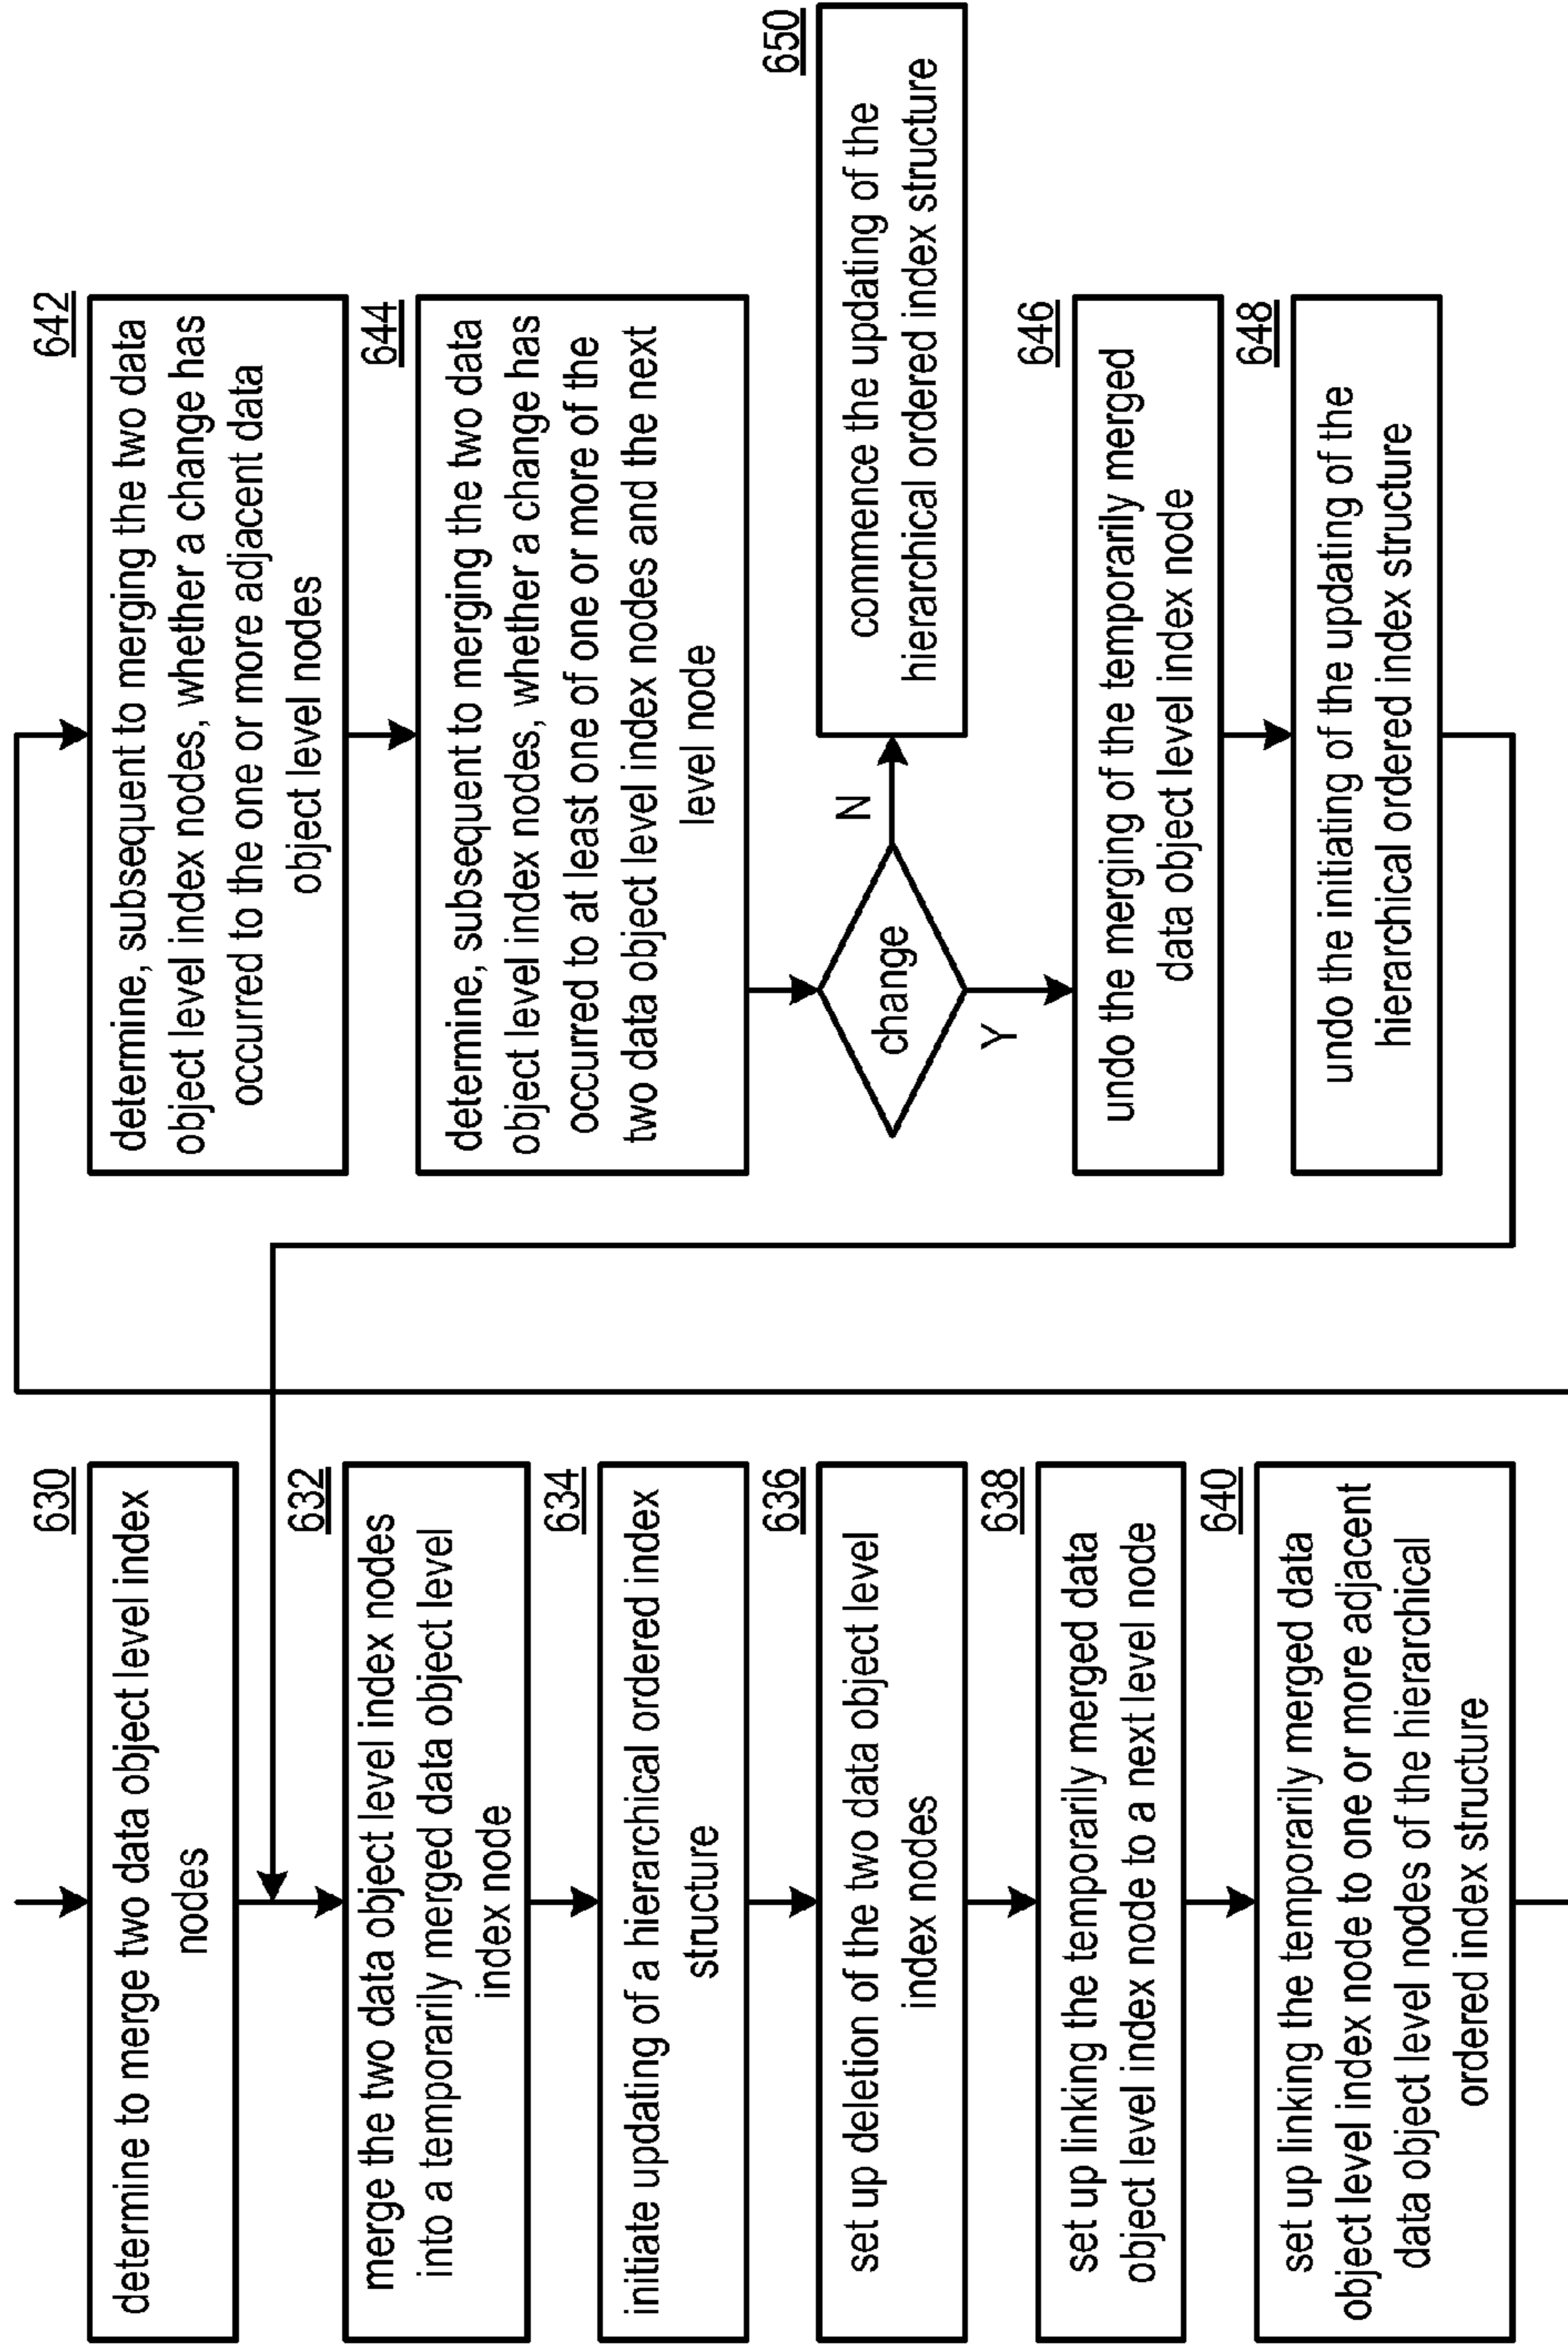 630
determine to merge two data object level index
nodes
632
merge the two data object level index nodes
into a temporarily merged data object level
index node
634
initiate updating of a hierarchical ordered index
structure
636
set up deletion of the two data object level
index nodes
638
set up linking the temporarily merged data
object level index node to a next level node
640
set up linking the temporarily merged data
object level index node to one or more adjacent
data object level nodes of the hierarchical
ordered index structure
642
determine, subsequent to merging the two data
object level index nodes, whether a change has
occurred to the one or more adjacent data
object level nodes
644
determine, subsequent to merging the two data
object level index nodes, whether a change has
occurred to at least one of one or more of the
two data object level index nodes and the next
level node
change
N
Y
650
commence the updating of the
hierarchical ordered index structure
646
undo the merging of the temporarily merged
data object level index node
648
undo the initiating of the updating of the
hierarchical ordered index structure